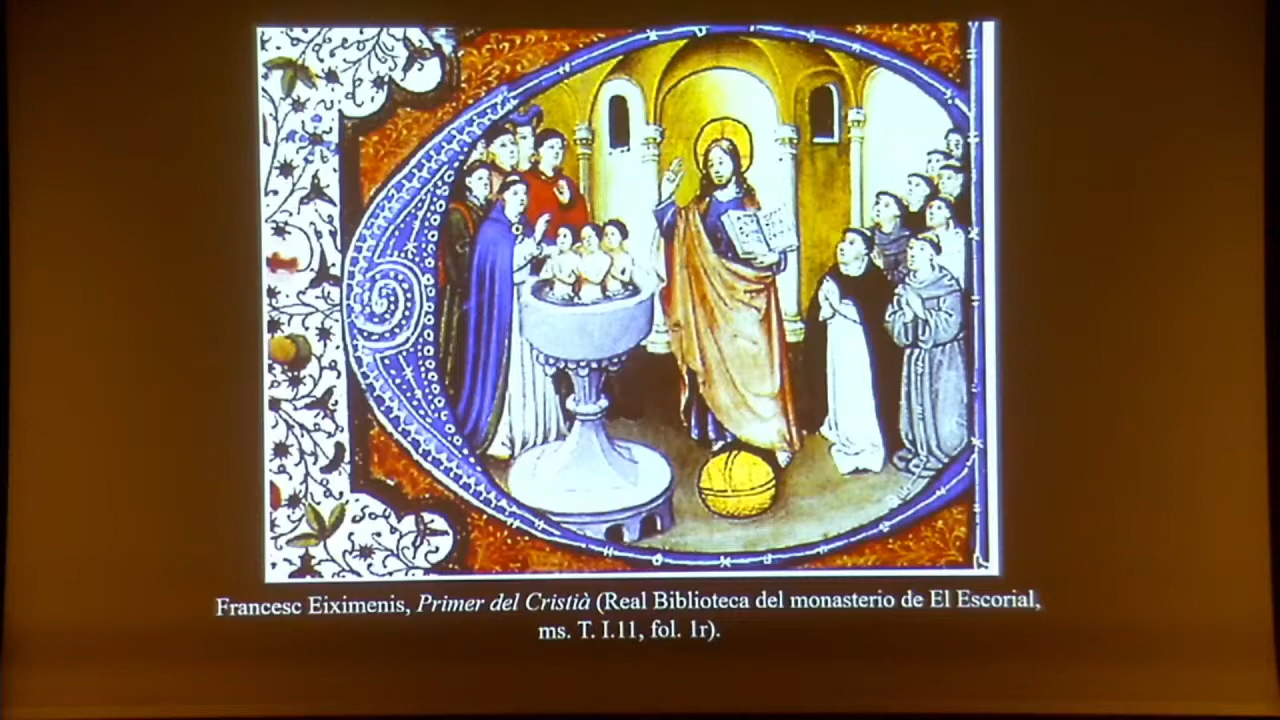 Francesc Eiximenis, Primer del Cristià (Real Biblioteca del monasterio de El Escorial,
ms. T. I.11, fol. 1r).